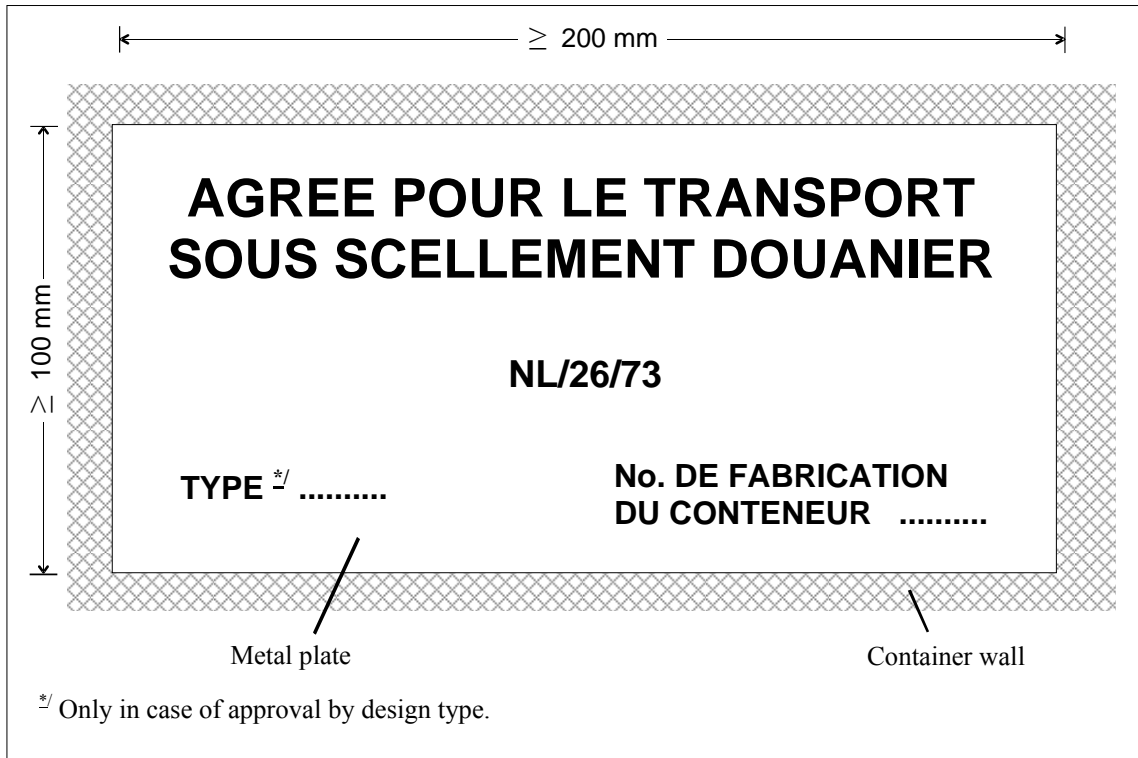 ≥ 200 mm
≥ 100 mm
AGREE POUR LE TRANSPORT
SOUS SCELLEMENT DOUANIER
NL/26/73
TYPE */ ..........
No. DE FABRICATION
DU CONTENEUR ..........
Metal plate
Container wall
*/ Only in case of approval by design type.